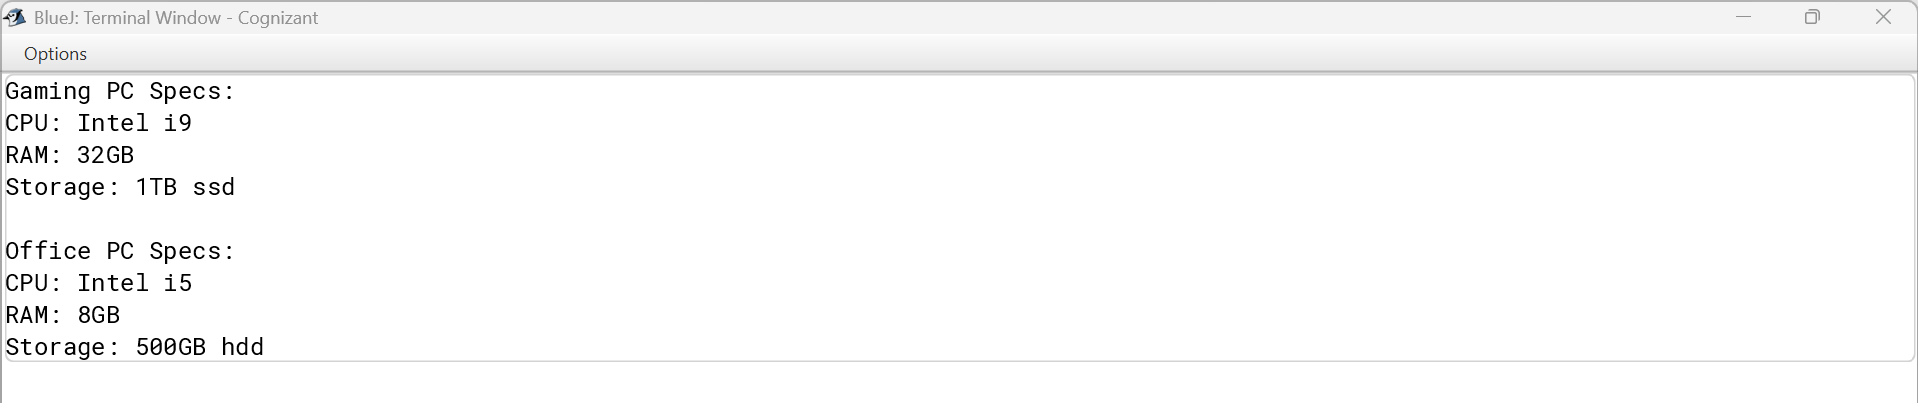 BlueJ: Terminal Window - Cognizant
Options
Gaming PC Specs:
CPU: Intel i9
RAM: 32GB
Storage: 1TB ssd

Office PC Specs:
CPU: Intel i5
RAM: 8GB
Storage: 500GB hdd